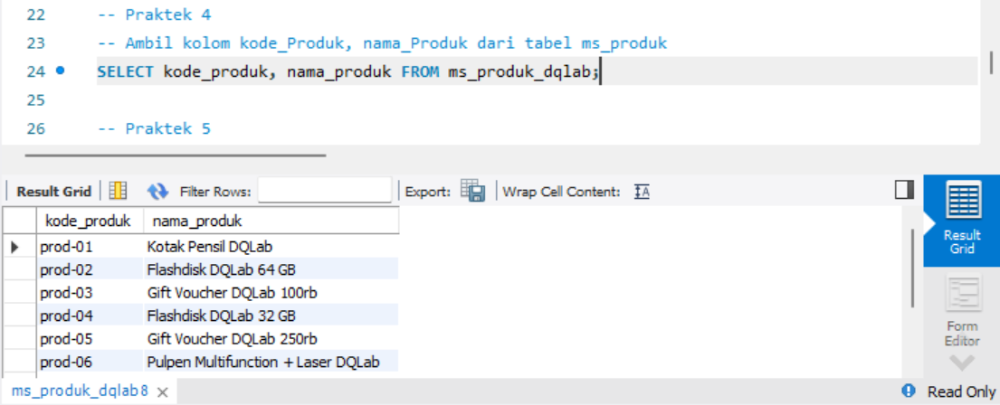 22 -- Praktek 4
23 -- Ambil kolom kode_Produk, nama_Produk dari tabel ms_produk
24 SELECT kode_produk, nama_produk FROM ms_produk_dqlab;
25
26 -- Praktek 5
Result Grid Filter Rows: Export: Wrap Cell Content: IA
kode_produk nama_produk
prod-01 Kotak Pensil DQLab
prod-02 Flashdisk DQLab 64 GB
prod-03 Gift Voucher DQLab 100rb
prod-04 Flashdisk DQLab 32 GB
prod-05 Gift Voucher DQLab 250rb
prod-06 Pulpen Multifunction + Laser DQLab
Result
Grid
Form
Editor
ms_produk_dqlab8 Read Only